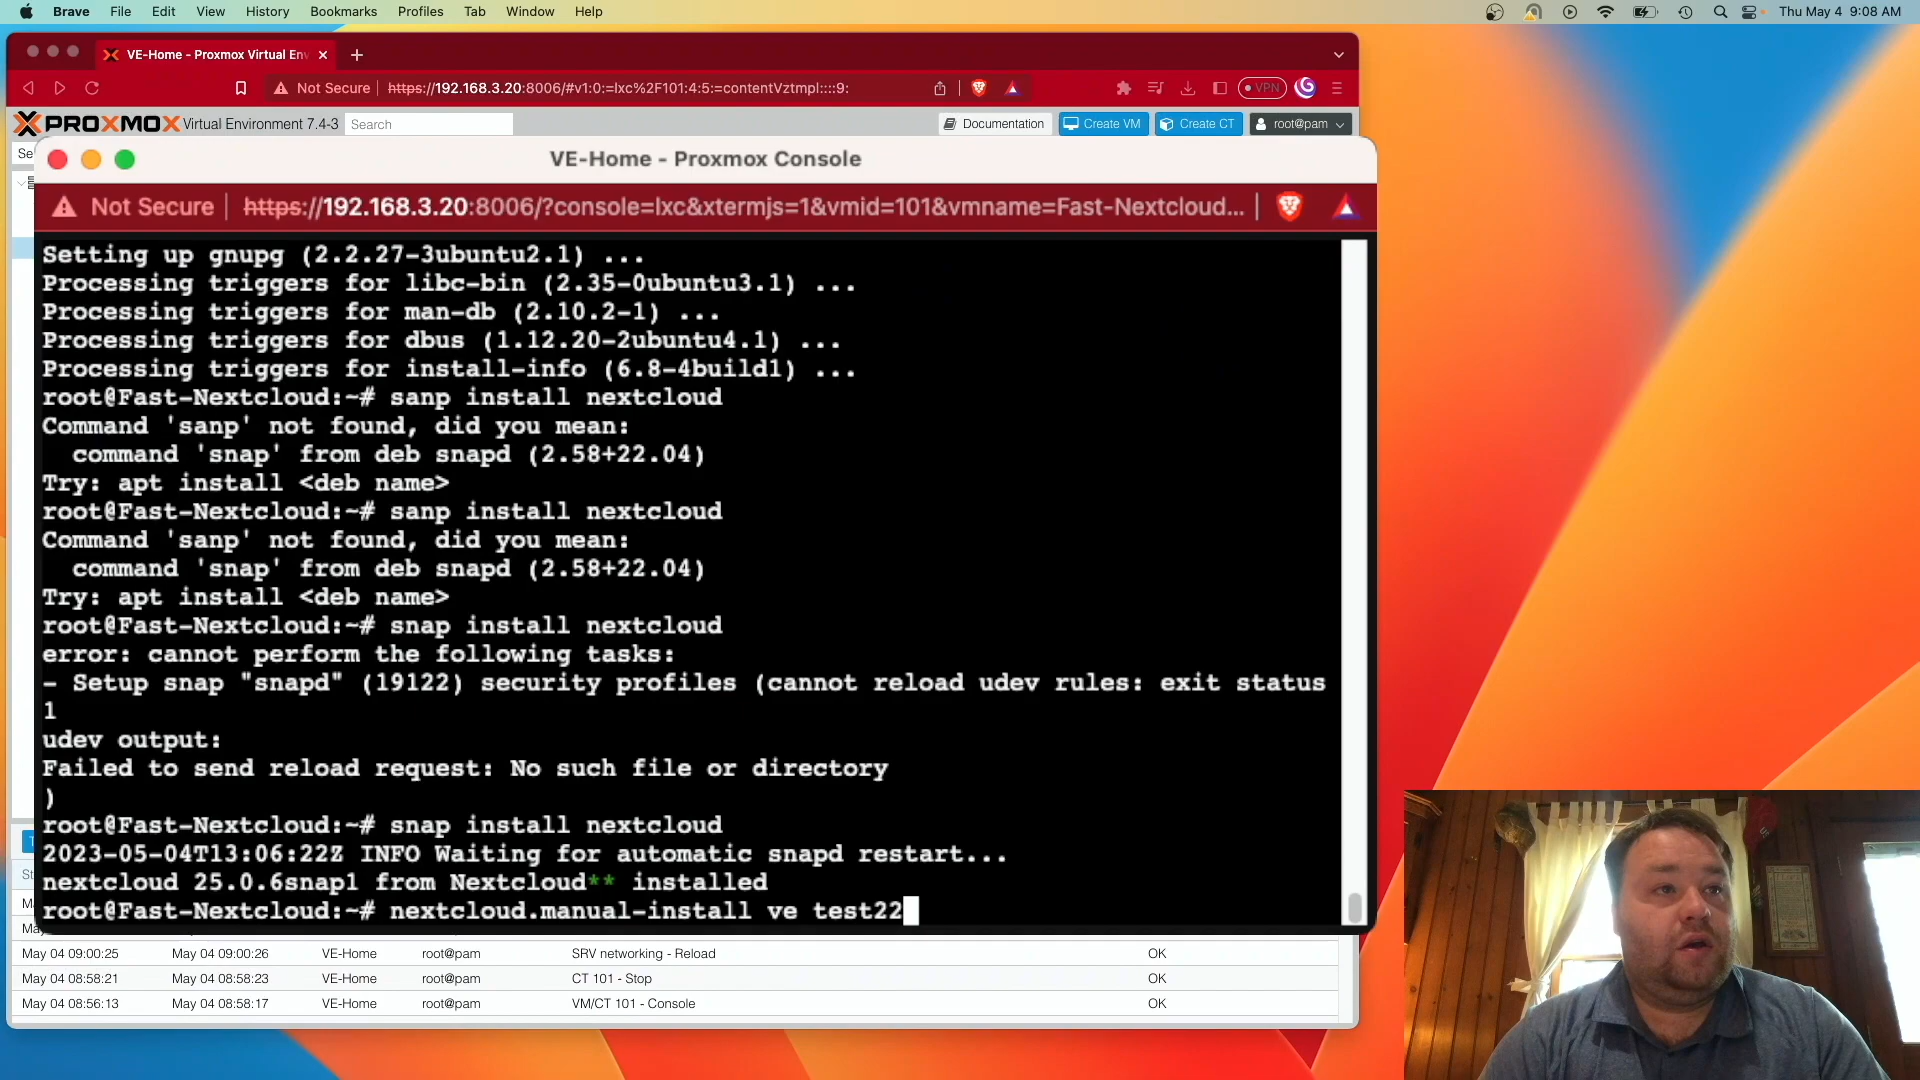 Brave File Edit View History Bookmarks Profiles Tab Window Help Thu May 4 9:08 AM
VE-Home - Proxmox Virtual En
Not Secure https://192.168.3.20:8006/#v1:0:=lxc%2F101:4:5:=contentVztmpl::::9: VPN
PROXMOX Virtual Environment 7.4-3 Search Documentation Create VM Create CT root@pam
Se
VE-Home - Proxmox Console
Not Secure https://192.168.3.20:8006/?console=lxc&xtermjs=1&vmid=101&vmname=Fast-Nextcloud...
Setting up gnupg (2.2.27-3ubuntu2.1) ...
Processing triggers for libc-bin (2.35-0ubuntu3.1) ...
Processing triggers for man-db (2.10.2-1) ...
Processing triggers for dbus (1.12.20-2ubuntu4.1) ...
Processing triggers for install-info (6.8-4build1) ...
root@Fast-Nextcloud:~# sanp install nextcloud
Command 'sanp' not found, did you mean:
command 'snap' from deb snapd (2.58+22.04)
Try: apt install <deb name>
root@Fast-Nextcloud:~# sanp install nextcloud
Command 'sanp' not found, did you mean:
command 'snap' from deb snapd (2.58+22.04)
Try: apt install <deb name>
root@Fast-Nextcloud:~# snap install nextcloud
error: cannot perform the following tasks:
- Setup snap "snapd" (19122) security profiles (cannot reload udev rules: exit status
1
udev output:
Failed to send reload request: No such file or directory
)
root@Fast-Nextcloud:~# snap install nextcloud
2023-05-04T13:06:22Z INFO Waiting for automatic snapd restart...
nextcloud 25.0.6snap1 from Nextcloud** installed
root@Fast-Nextcloud:~# nextcloud.manual-install ve test22
May 04 09:00:25 May 04 09:00:26 VE-Home root@pam SRV networking - Reload OK
May 04 08:58:21 May 04 08:58:23 VE-Home root@pam CT 101 - Stop OK
May 04 08:56:13 May 04 08:58:17 VE-Home root@pam VM/CT 101 - Console OK